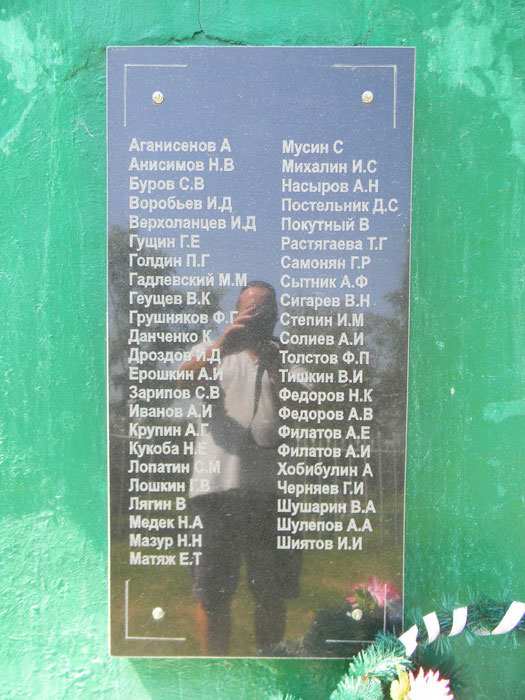 Аганисенов А
Анисимов Н.В
Буров С.В
Воробьев И.Д
Верхоланцев И.Д
Гущин Г.Е
Голдин П.Г
Гадлевский М.М
Геущев В.К
Грушняков Ф.Г
Данченко К
Дроздов И.Д
Ерошкин А.И
Зарипов С.В
Иванов А.И
Крупин А.Г
Кукоба Н.Е
Лопатин С.М
Лошкин Г.В
Лягин В
Медек Н.А
Мазур Н.Н
Матяж Е.Т
Мусин С
Михалин И.С
Насыров А.Н
Постельник Д.С
Покутный В
Растягаева Т.Г
Самонян Г.Р
Сытник А.Ф
Сигарев В.Н
Степин И.М
Солиев А.И
Толстов Ф.П
Тишкин В.И
Федоров Н.К
Федоров А.В
Филатов А.Е
Филатов А.И
Хобибулин А
Черняев Г.И
Шушарин В.А
Шулепов А.А
Шиятов И.И